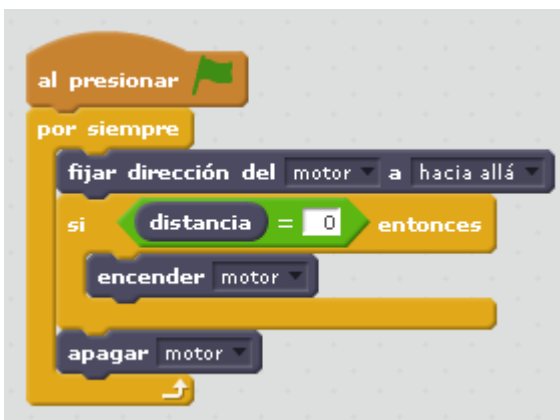 al presionar
por siempre
fijar dirección del motor a hacia allá
si distancia = 0 entonces
encender motor
apagar motor